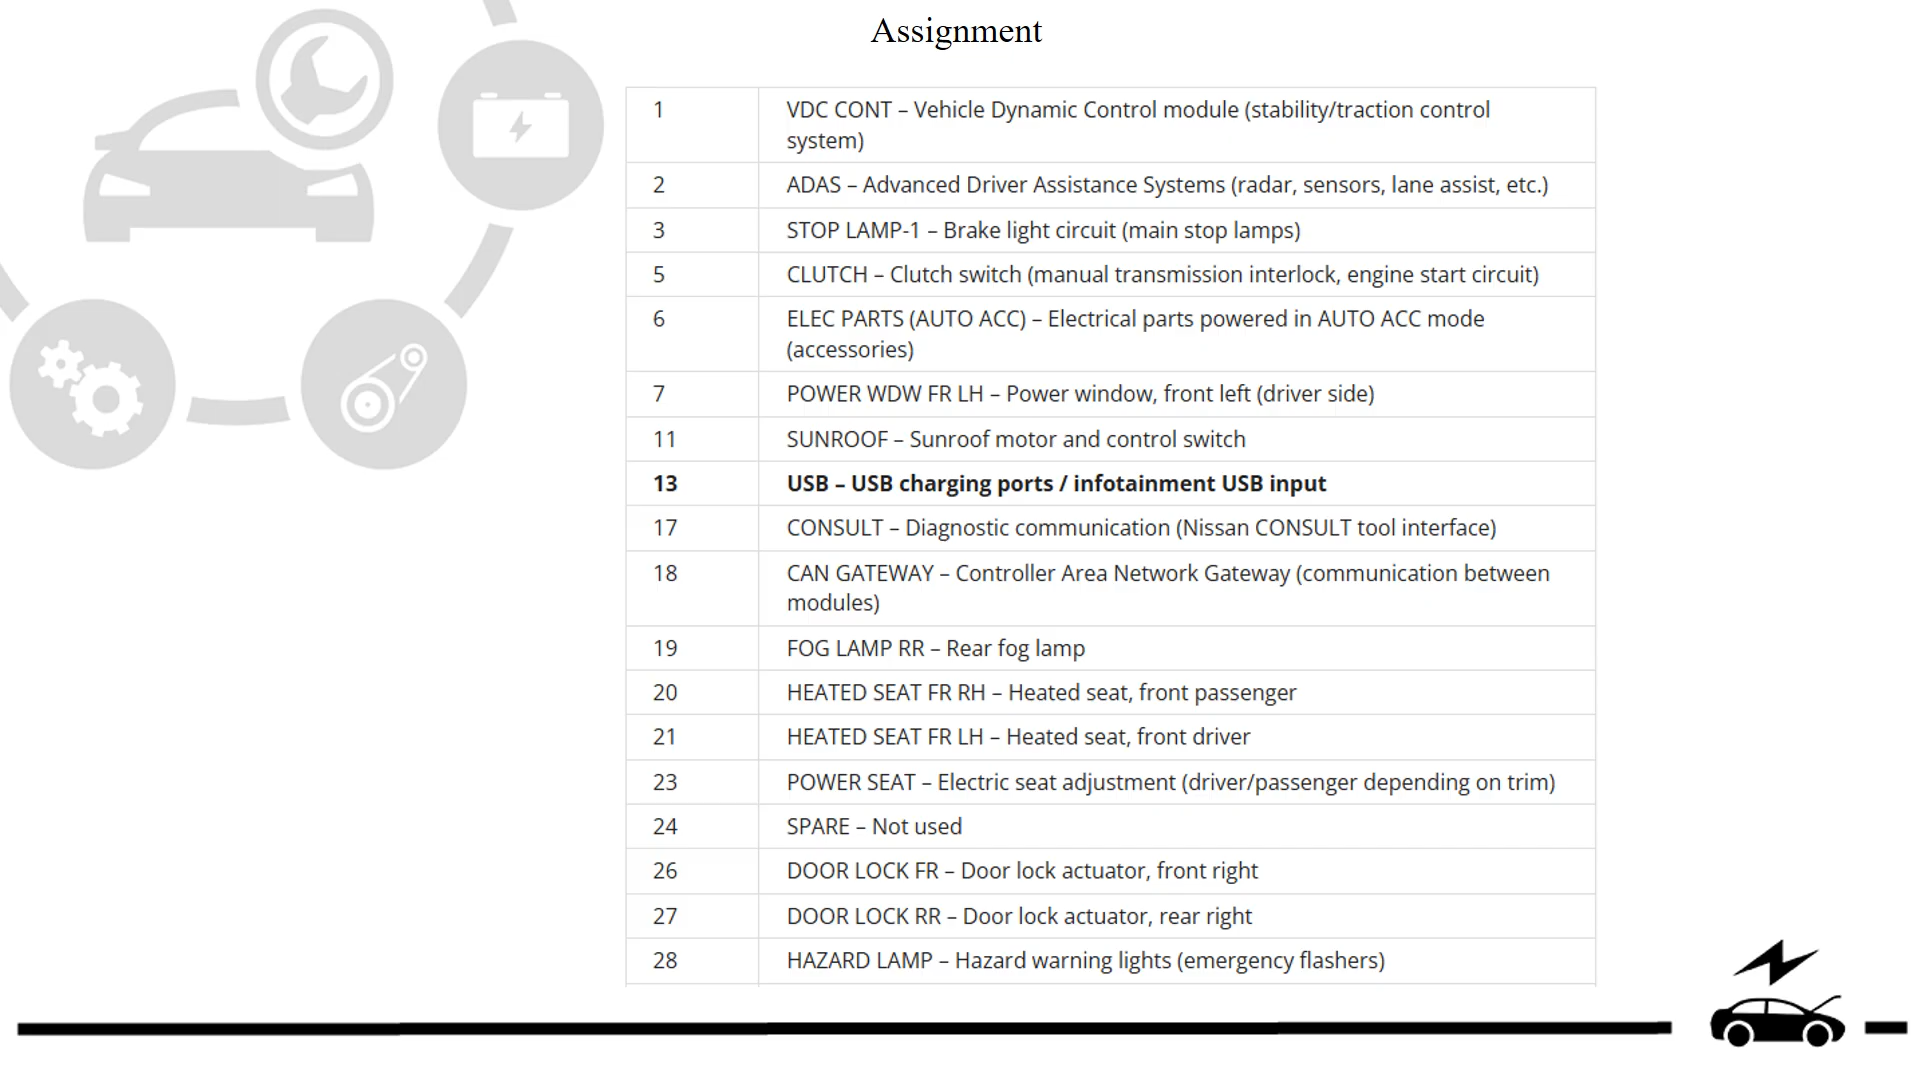 Assignment
1 VDC CONT – Vehicle Dynamic Control module (stability/traction control
system)
2 ADAS – Advanced Driver Assistance Systems (radar, sensors, lane assist, etc.)
3 STOP LAMP-1 – Brake light circuit (main stop lamps)
5 CLUTCH – Clutch switch (manual transmission interlock, engine start circuit)
6 ELEC PARTS (AUTO ACC) – Electrical parts powered in AUTO ACC mode
(accessories)
7 POWER WDW FR LH – Power window, front left (driver side)
11 SUNROOF – Sunroof motor and control switch
13 USB – USB charging ports / infotainment USB input
17 CONSULT – Diagnostic communication (Nissan CONSULT tool interface)
18 CAN GATEWAY – Controller Area Network Gateway (communication between
modules)
19 FOG LAMP RR – Rear fog lamp
20 HEATED SEAT FR RH – Heated seat, front passenger
21 HEATED SEAT FR LH – Heated seat, front driver
23 POWER SEAT – Electric seat adjustment (driver/passenger depending on trim)
24 SPARE – Not used
26 DOOR LOCK FR – Door lock actuator, front right
27 DOOR LOCK RR – Door lock actuator, rear right
28 HAZARD LAMP – Hazard warning lights (emergency flashers)